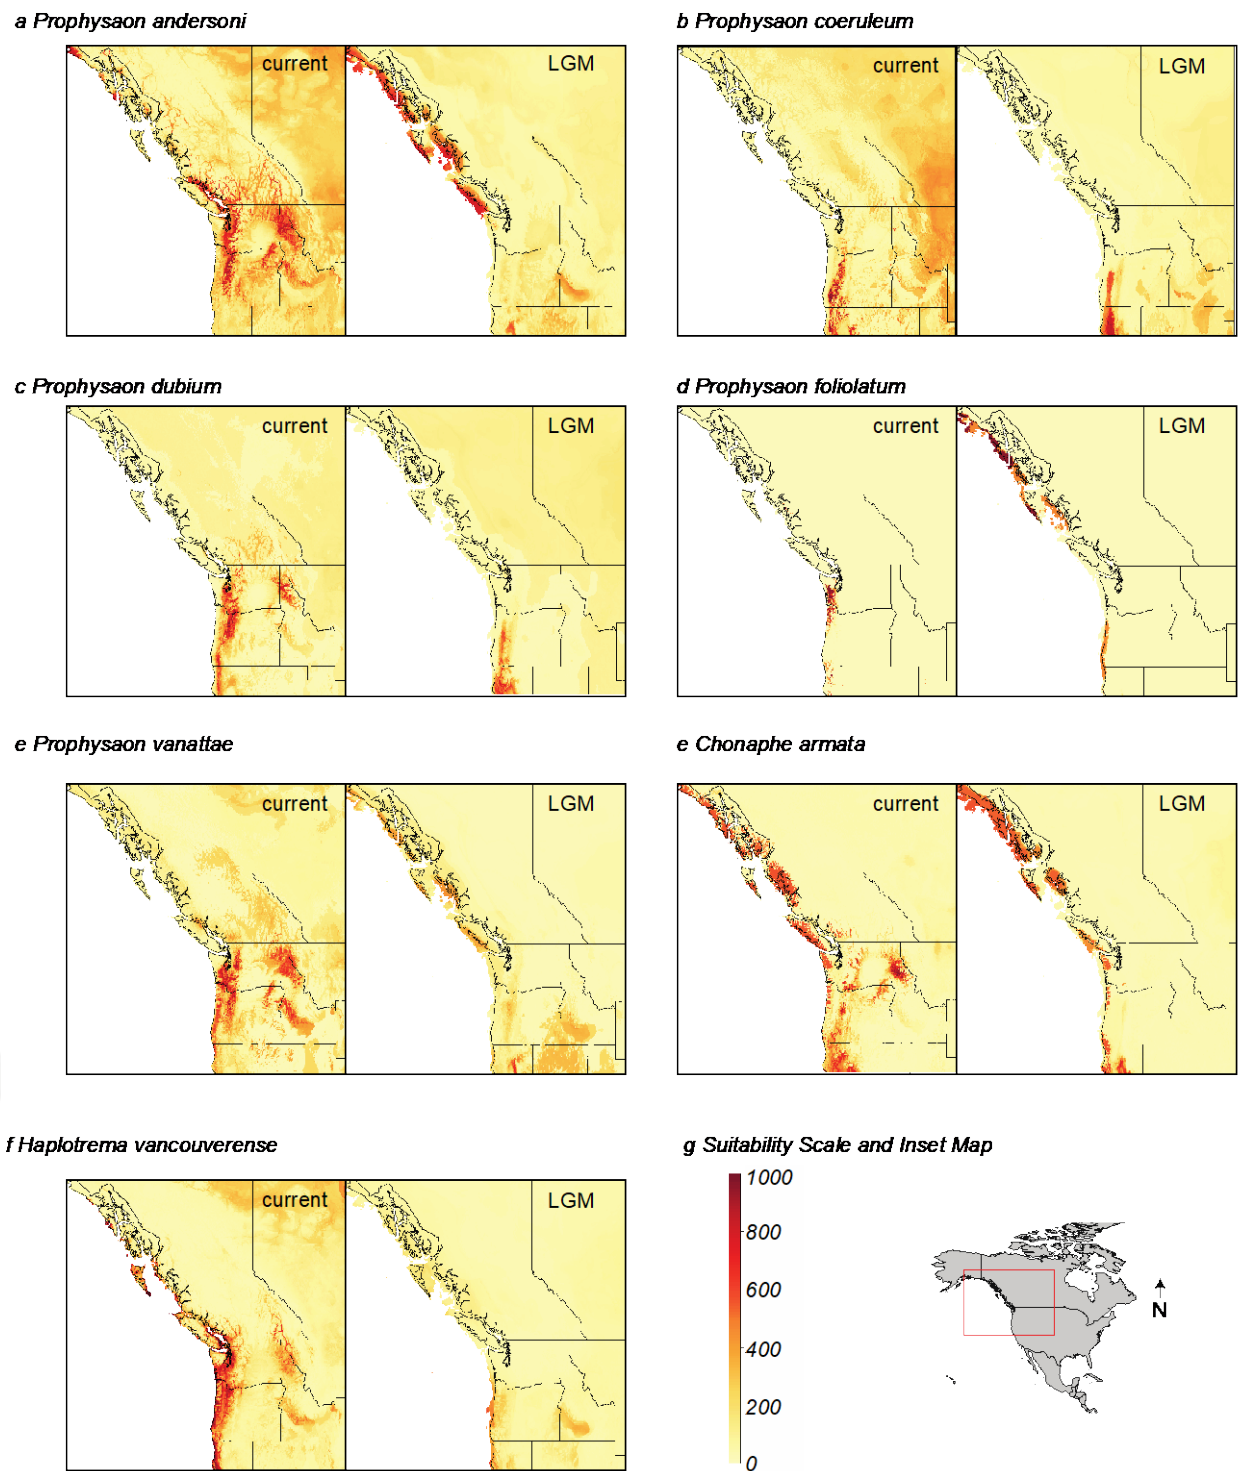 a Prophysaon andersoni
b Prophysaon coeruleum
current
LGM
current
LGM
c Prophysaon dubium
d Prophysaon foliolatum
current
LGM
current
LGM
e Prophysaon vanattae
e Chonaphe armata
current
LGM
current
LGM
f Haplotrema vancouverense
g Suitability Scale and Inset Map
current
LGM
1000
800
600
400
200
0
N